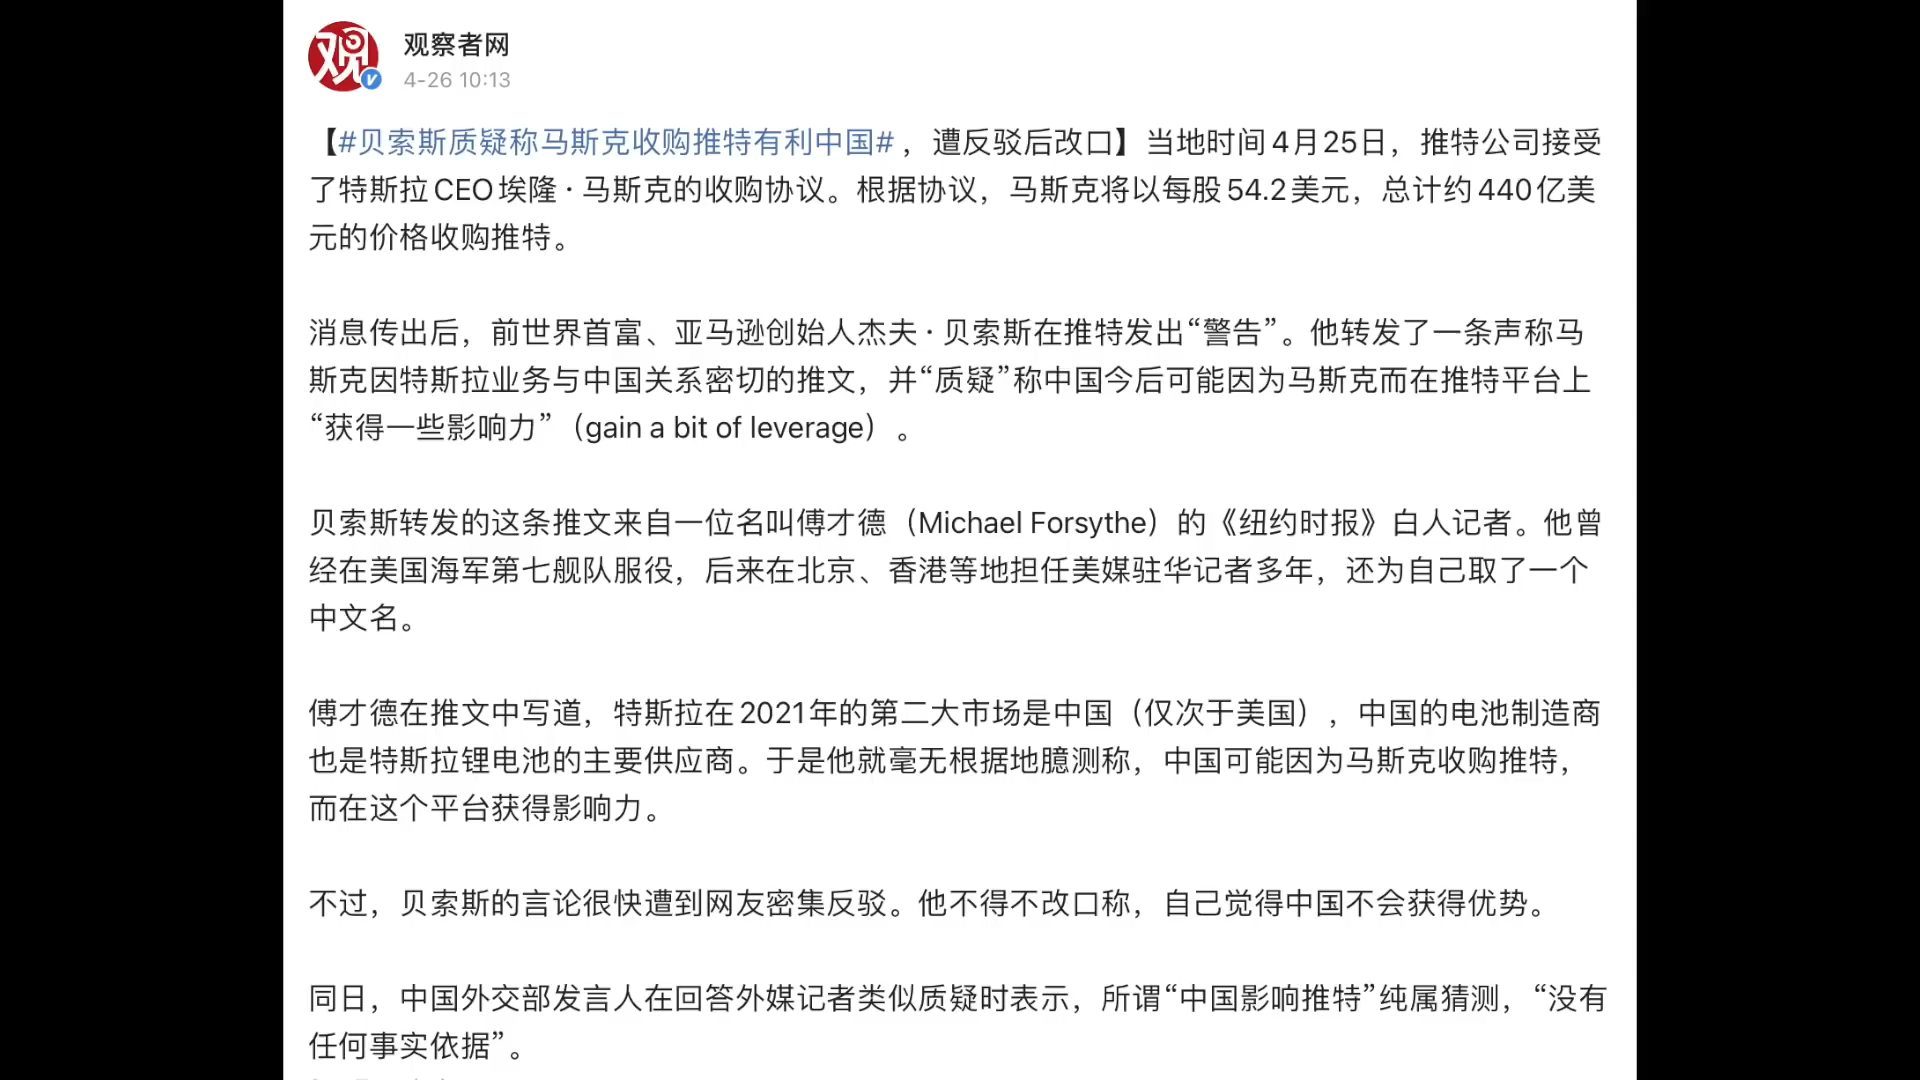 观察者网
4-26 10:13
【#贝索斯质疑称马斯克收购推特有利中国#，遭反驳后改口】当地时间4月25日，推特公司接受
了特斯拉CEO埃隆·马斯克的收购协议。根据协议，马斯克将以每股54.2美元，总计约440亿美
元的价格收购推特。
消息传出后，前世界首富、亚马逊创始人杰夫·贝索斯在推特发出“警告”。他转发了一条声称马
斯克因特斯拉业务与中国关系密切的推文，并“质疑”称中国今后可能因为马斯克而在推特平台上
“获得一些影响力”（gain a bit of leverage）。
贝索斯转发的这条推文来自一位名叫傅才德（Michael Forsythe）的《纽约时报》白人记者。他曾
经在美国海军第七舰队服役，后来在北京、香港等地担任美媒驻华记者多年，还为自己取了一个
中文名。
傅才德在推文中写道，特斯拉在2021年的第二大市场是中国（仅次于美国），中国的电池制造商
也是特斯拉锂电池的主要供应商。于是他就毫无根据地臆测称，中国可能因为马斯克收购推特，
而在这个平台获得影响力。
不过，贝索斯的言论很快遭到网友密集反驳。他不得不改口称，自己觉得中国不会获得优势。
同日，中国外交部发言人在回答外媒记者类似质疑时表示，所谓“中国影响推特”纯属猜测，“没有
任何事实依据”。